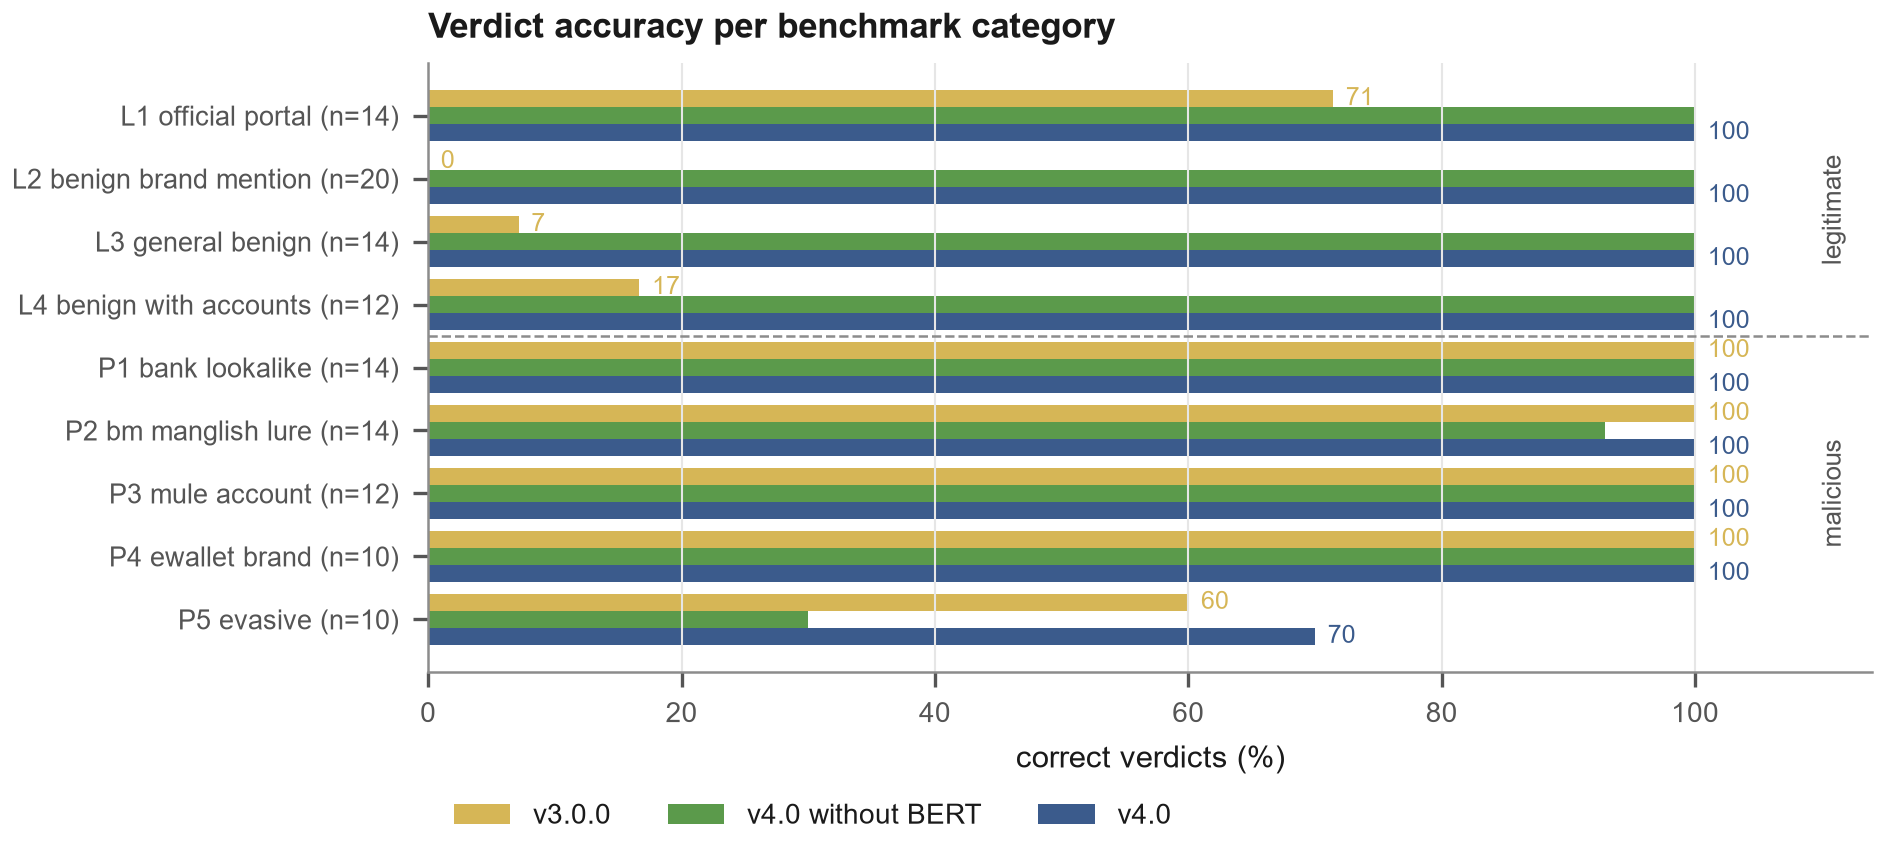 Verdict accuracy per benchmark category
L1 official portal (n=14)
71
100
L2 benign brand mention (n=20)
0
100
L3 general benign (n=14)
7
100
L4 benign with accounts (n=12)
17
100
legitimate
P1 bank lookalike (n=14)
100
100
P2 bm manglish lure (n=14)
100
100
P3 mule account (n=12)
100
100
P4 ewallet brand (n=10)
100
100
P5 evasive (n=10)
60
70
malicious
0 20 40 60 80 100
correct verdicts (%)
v3.0.0 v4.0 without BERT v4.0